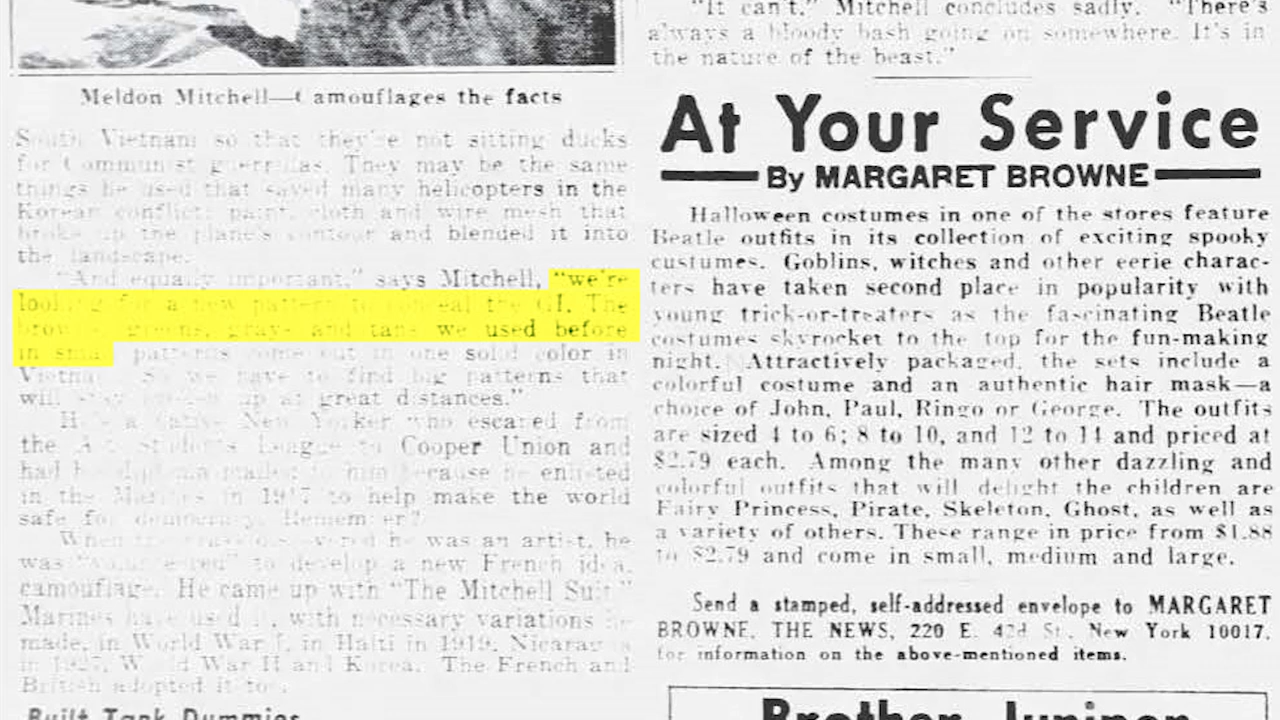 Meldon Mitchell—Camouflages the facts
South Vietnam so that they're not sitting ducks
for Communist guerrillas. They may be the same
things he used that saved many helicopters in the
Korean conflict: paint, cloth and wire mesh that
broke up the plane's contour and blended it into
the landscape.
"And equally important," says Mitchell, "we're
looking for a new pattern to conceal the GI. The
browns, greens, grays and tans we used before
in small patterns come out in one solid color in
Vietnam. So we have to find big patterns that
will stay broken up at great distances."
He's a native New Yorker who escaped from
the Art Students League to Cooper Union and
had his diploma mailed to him because he enlisted
in the Marines in 1917 to help make the world
safe for democracy. Remember?
When the brass discovered he was an artist, he
was "volunteered" to develop a new French idea,
camouflage. He came up with "The Mitchell Suit."
Marines have used it, with necessary variations he
made, in World War I, in Haiti in 1919, Nicaragua
in 1927, World War II and Korea. The French and
British adopted it too.
Built Tank Dummies
"It can't," Mitchell concludes sadly. "There's
always a bloody bash going on somewhere. It's in
the nature of the beast."
At Your Service
By MARGARET BROWNE
Halloween costumes in one of the stores feature
Beatle outfits in its collection of exciting spooky
custumes. Goblins, witches and other eerie charac-
ters have taken second place in popularity with
young trick-or-treaters as the fascinating Beatle
costumes skyrocket to the top for the fun-making
night. Attractively packaged, the sets include a
colorful costume and an authentic hair mask—a
choice of John, Paul, Ringo or George. The outfits
are sized 4 to 6; 8 to 10, and 12 to 14 and priced at
$2.79 each. Among the many other dazzling and
colorful outfits that will delight the children are
Fairy Princess, Pirate, Skeleton, Ghost, as well as
a variety of others. These range in price from $1.88
to $2.79 and come in small, medium and large.
Send a stamped, self-addressed envelope to MARGARET
BROWNE, THE NEWS, 220 E. 42d St., New York 10017,
for information on the above-mentioned items.
Brother Juniper